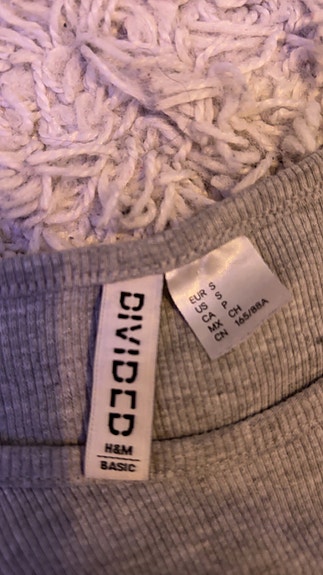 DIVIDED
H&M
BASIC
EUR S
US S
CA P
MX CH
CN 165/88A